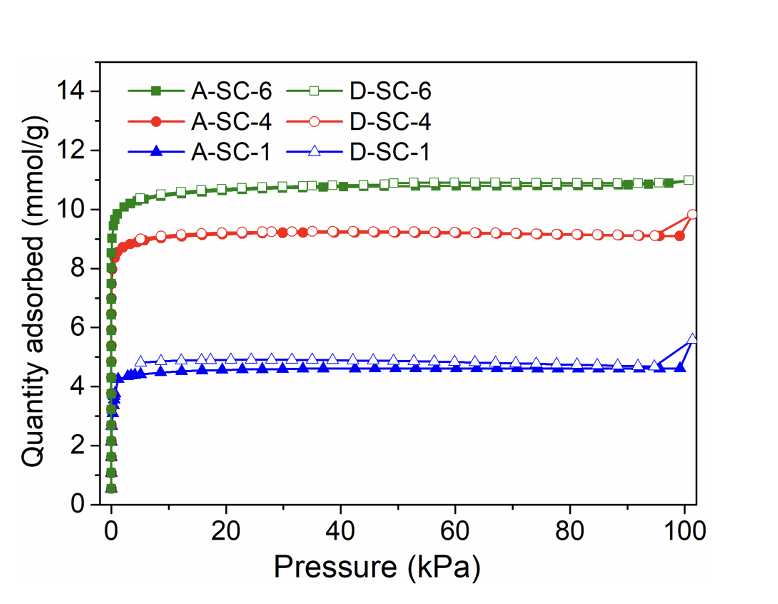 14
12
10
8
6
4
2
0
Quantity adsorbed (mmol/g)
A-SC-6 D-SC-6
A-SC-4 D-SC-4
A-SC-1 D-SC-1
0 20 40 60 80 100
Pressure (kPa)